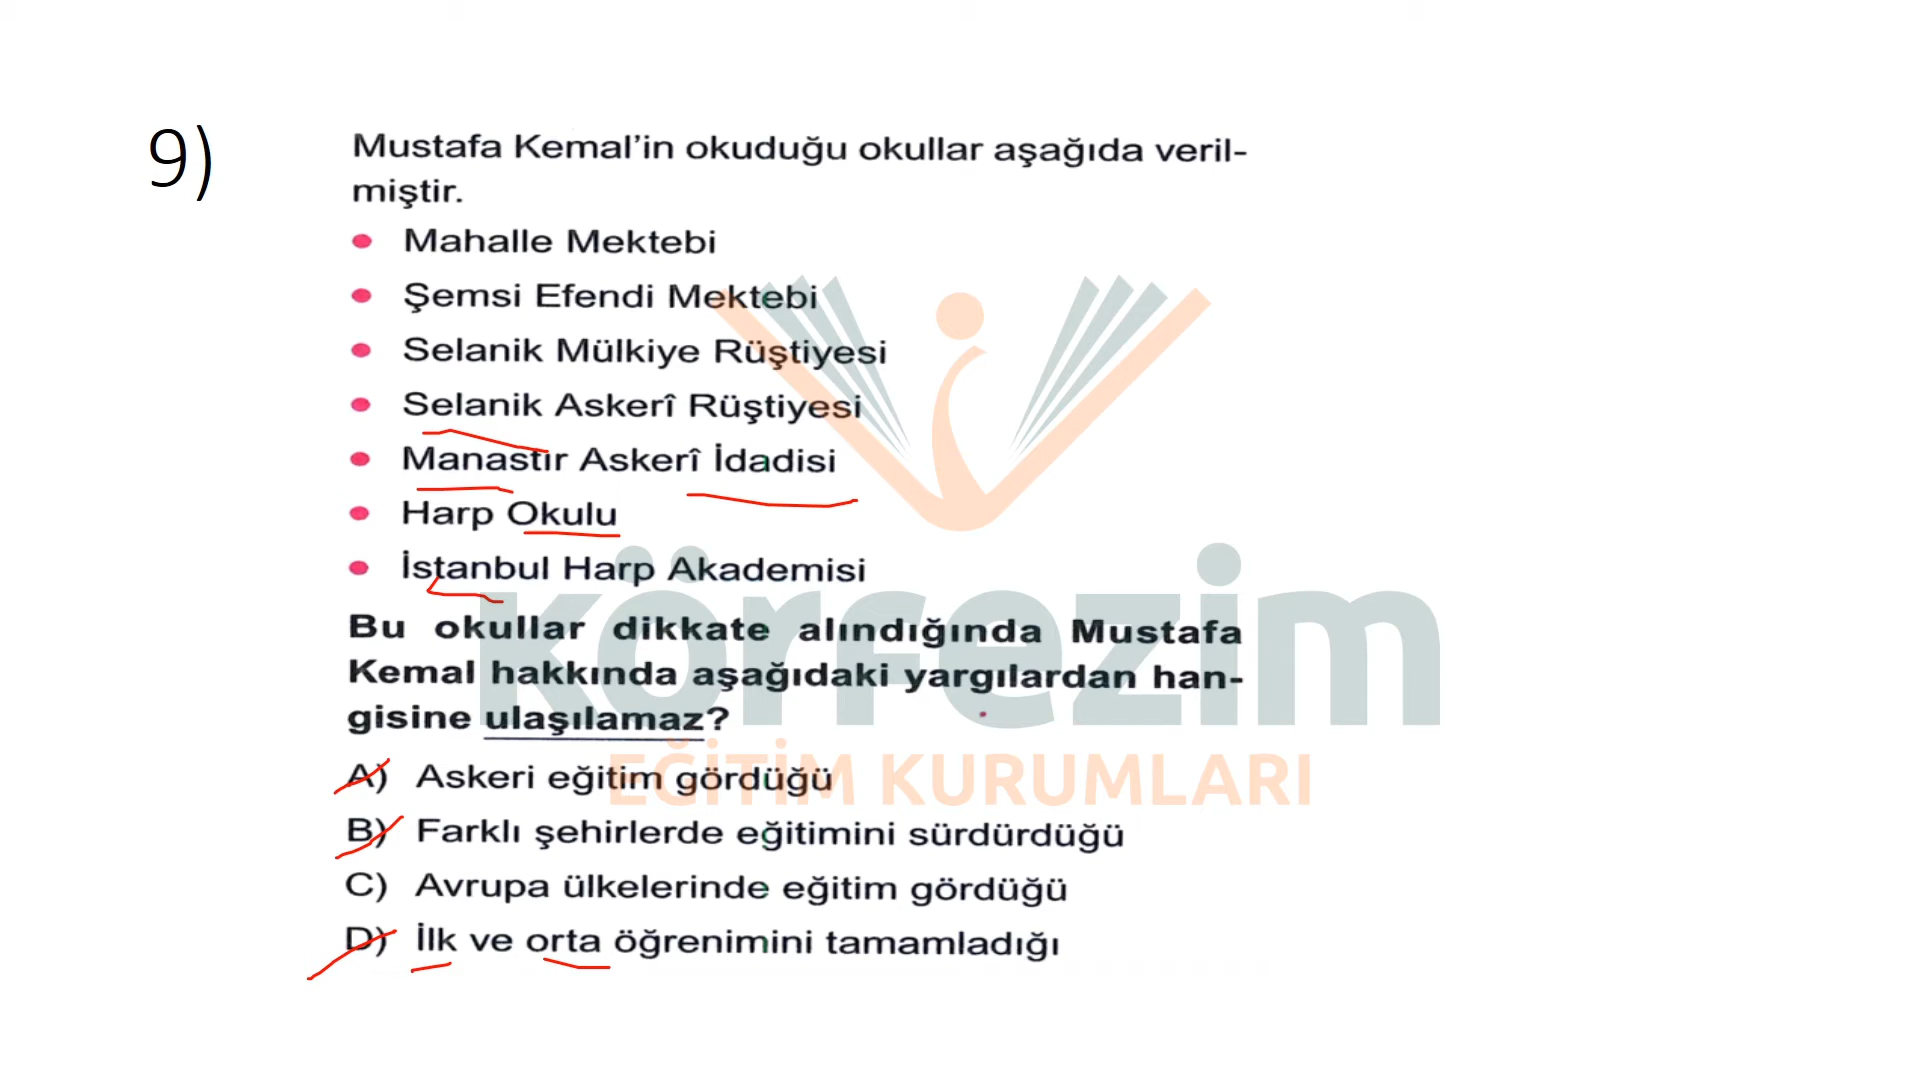 9)
Mustafa Kemal’in okuduğu okullar aşağıda veril-
miştir.
● Mahalle Mektebi
● Şemsi Efendi Mektebi
● Selanik Mülkiye Rüştiyesi
● Selanik Askerî Rüştiyesi
● Manastır Askerî İdadisi
● Harp Okulu
● İstanbul Harp Akademisi
Bu okullar dikkate alındığında Mustafa
Kemal hakkında aşağıdaki yargılardan han-
gisine ulaşılamaz?
A) Askeri eğitim gördüğü
B) Farklı şehirlerde eğitimini sürdürdüğü
C) Avrupa ülkelerinde eğitim gördüğü
D) İlk ve orta öğrenimini tamamladığı
körfezim
EĞİTİM KURUMLARI